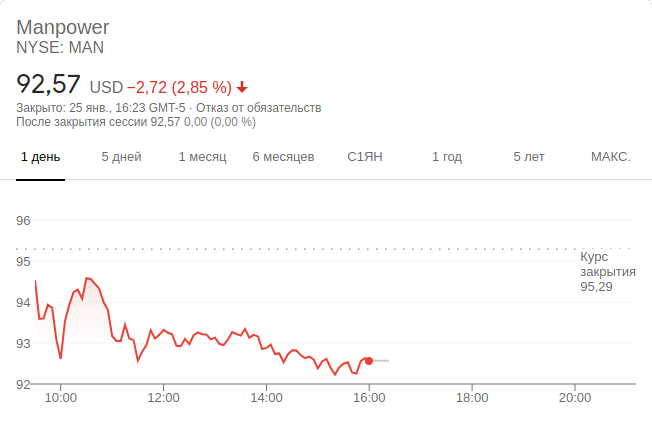 Manpower
NYSE: MAN
92,57 USD −2,72 (2,85 %)
Закрыто: 25 янв., 16:23 GMT-5 · Отказ от обязательств
После закрытия сессии 92,57 0,00 (0,00 %)
1 день 5 дней 1 месяц 6 месяцев С1ЯН 1 год 5 лет МАКС.
96
Курс
95
закрытия
95,29
94
93
92
10:00 12:00 14:00 16:00 18:00 20:00